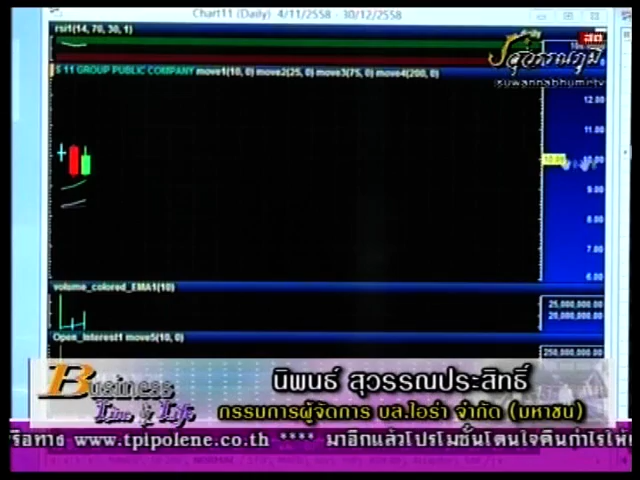 Chart11 (Daily) 4/11/2558 - 30/12/2558
rsi1(14, 70, 30, 1)
สด
สุวรรณภูมิ
suwannabhumi tv
S 11 GROUP PUBLIC COMPANY move1(10, 0) move2(25, 0) move3(75, 0) move4(200, 0)
12.00
11.00
10.00
9.00
8.00
7.00
6.00
volume_colored_EMA1(10)
25,000,000.00
20,000,000.00
Open_Interest1 move5(10, 0)
250,000,000.00
Business
Line & Life
นิพนธ์ สุวรรณประสิทธิ์
กรรมการผู้จัดการ บล.ไอร่า จำกัด (มหาชน)
www.tpipolene.co.th **** มาอีกแล้วโปรโมชั่นโดนใจคืนกำไรให้